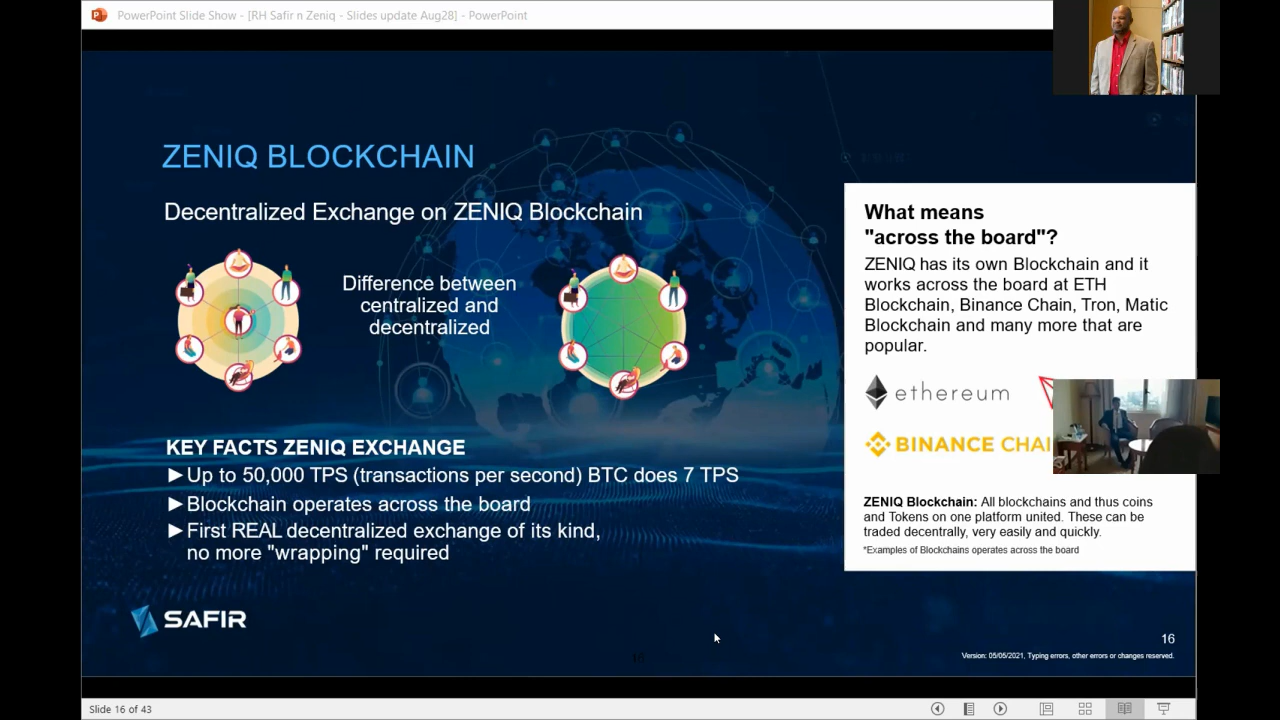 PowerPoint Slide Show - [RH Safir n Zeniq - Slides update Aug28] - PowerPoint
ZENIQ BLOCKCHAIN
Decentralized Exchange on ZENIQ Blockchain
Difference between
centralized and
decentralized
KEY FACTS ZENIQ EXCHANGE
►Up to 50,000 TPS (transactions per second) BTC does 7 TPS
►Blockchain operates across the board
►First REAL decentralized exchange of its kind,
no more "wrapping" required
What means
"across the board"?
ZENIQ has its own Blockchain and it
works across the board at ETH
Blockchain, Binance Chain, Tron, Matic
Blockchain and many more that are
popular.
ethereum
BINANCE CHAI
ZENIQ Blockchain: All blockchains and thus coins
and Tokens on one platform united. These can be
traded decentrally, very easily and quickly.
*Examples of Blockchains operates across the board
SAFIR
16
16
Version: 05/05/2021, Typing errors, other errors or changes reserved.
Slide 16 of 43